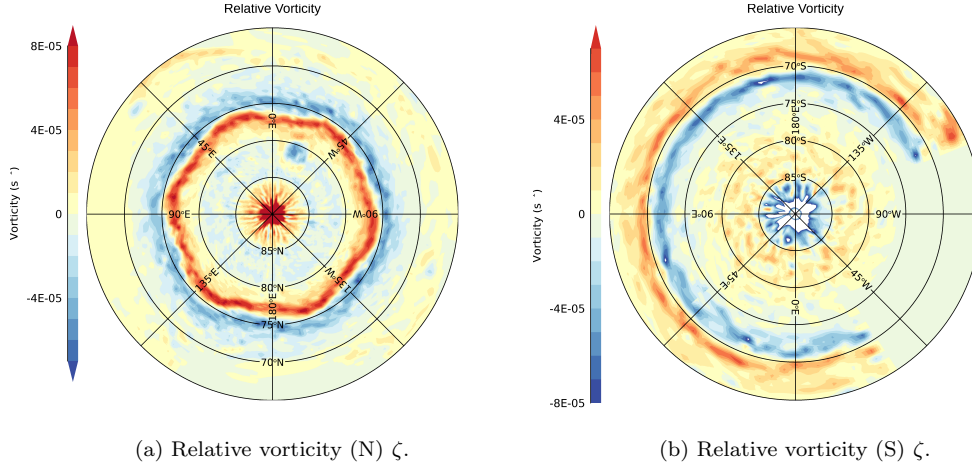 Relative Vorticity
Relative Vorticity
8E-05
4E-05
0
-4E-05
Vorticity (s⁻)
0°E
45°E
90°E
135°E
180°E
135°W
90°W
45°W
85°N
80°N
75°N
70°N
4E-05
0
-4E-05
-8E-05
Vorticity (s⁻)
70°S
75°S
80°S
85°S
180°E
135°E
90°E
45°E
0°E
45°W
90°W
135°W
(a) Relative vorticity (N) ζ.
(b) Relative vorticity (S) ζ.